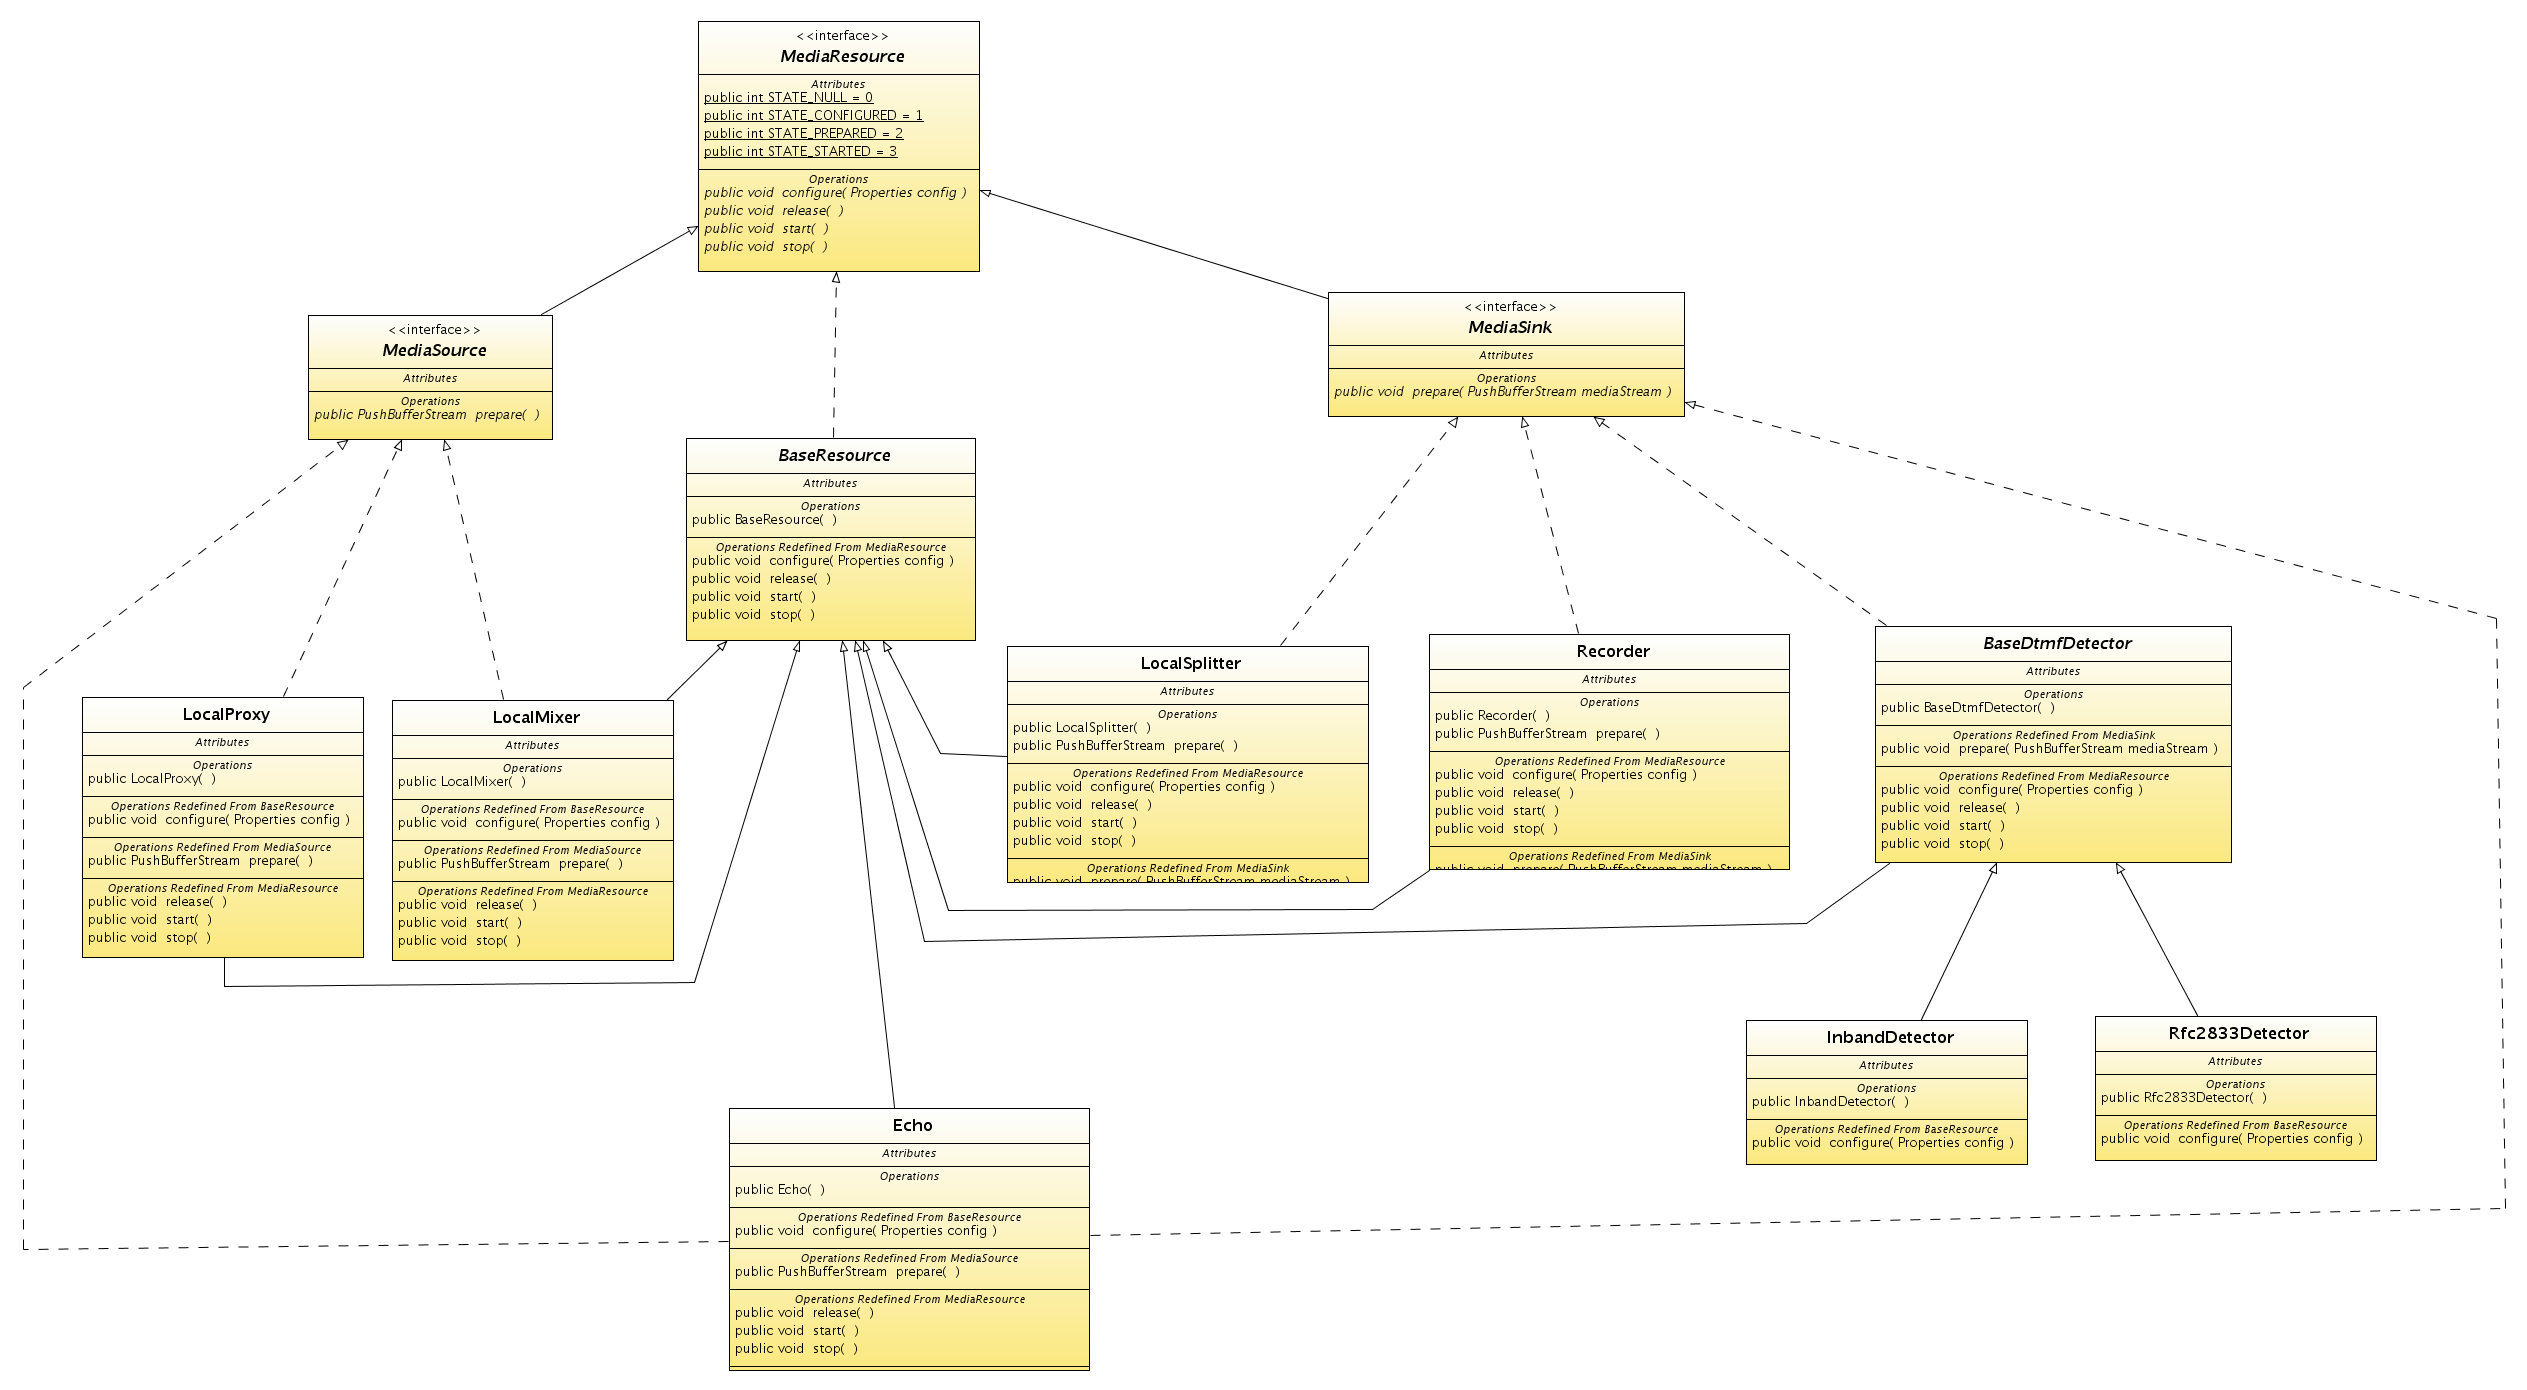 <<interface>>
MediaResource
Attributes
public int STATE_NULL = 0
public int STATE_CONFIGURED = 1
public int STATE_PREPARED = 2
public int STATE_STARTED = 3
Operations
public void configure( Properties config )
public void release( )
public void start( )
public void stop( )
<<interface>>
MediaSource
Attributes
Operations
public PushBufferStream prepare( )
<<interface>>
MediaSink
Attributes
Operations
public void prepare( PushBufferStream mediaStream )
BaseResource
Attributes
Operations
public BaseResource( )
Operations Redefined From MediaResource
public void configure( Properties config )
public void release( )
public void start( )
public void stop( )
LocalProxy
Attributes
Operations
public LocalProxy( )
Operations Redefined From BaseResource
public void configure( Properties config )
Operations Redefined From MediaSource
public PushBufferStream prepare( )
Operations Redefined From MediaResource
public void release( )
public void start( )
public void stop( )
LocalMixer
Attributes
Operations
public LocalMixer( )
Operations Redefined From BaseResource
public void configure( Properties config )
Operations Redefined From MediaSource
public PushBufferStream prepare( )
Operations Redefined From MediaResource
public void release( )
public void start( )
public void stop( )
LocalSplitter
Attributes
Operations
public LocalSplitter( )
public PushBufferStream prepare( )
Operations Redefined From MediaResource
public void configure( Properties config )
public void release( )
public void start( )
public void stop( )
Operations Redefined From MediaSink
public void prepare( PushBufferStream mediaStream )
Recorder
Attributes
Operations
public Recorder( )
public PushBufferStream prepare( )
Operations Redefined From MediaResource
public void configure( Properties config )
public void release( )
public void start( )
public void stop( )
Operations Redefined From MediaSink
public void prepare( PushBufferStream mediaStream )
BaseDtmfDetector
Attributes
Operations
public BaseDtmfDetector( )
Operations Redefined From MediaSink
public void prepare( PushBufferStream mediaStream )
Operations Redefined From MediaResource
public void configure( Properties config )
public void release( )
public void start( )
public void stop( )
InbandDetector
Attributes
Operations
public InbandDetector( )
Operations Redefined From BaseResource
public void configure( Properties config )
Rfc2833Detector
Attributes
Operations
public Rfc2833Detector( )
Operations Redefined From BaseResource
public void configure( Properties config )
Echo
Attributes
Operations
public Echo( )
Operations Redefined From BaseResource
public void configure( Properties config )
Operations Redefined From MediaSource
public PushBufferStream prepare( )
Operations Redefined From MediaResource
public void release( )
public void start( )
public void stop( )